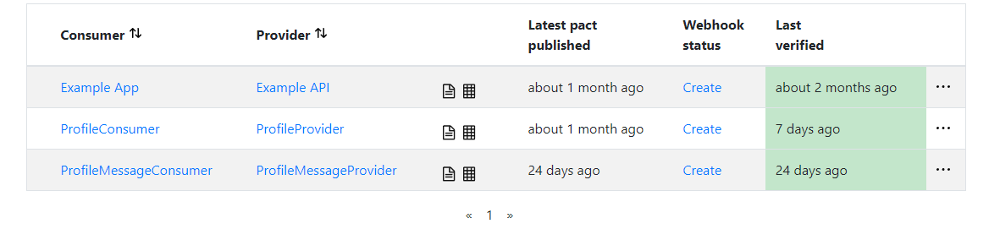 Consumer Provider Latest pact published Webhook status Last verified
Example App Example API about 1 month ago Create about 2 months ago ...
ProfileConsumer ProfileProvider about 1 month ago Create 7 days ago ...
ProfileMessageConsumer ProfileMessageProvider 24 days ago Create 24 days ago ...
« 1 »